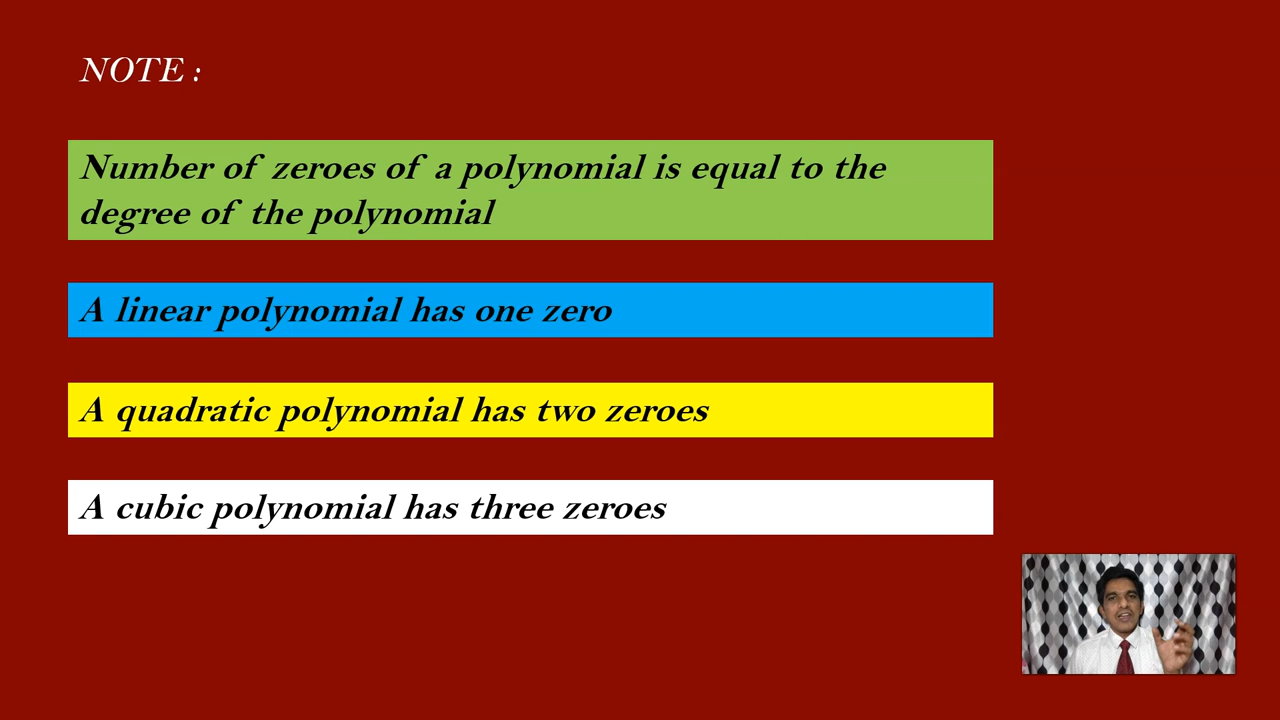 NOTE :
Number of zeroes of a polynomial is equal to the
degree of the polynomial
A linear polynomial has one zero
A quadratic polynomial has two zeroes
A cubic polynomial has three zeroes